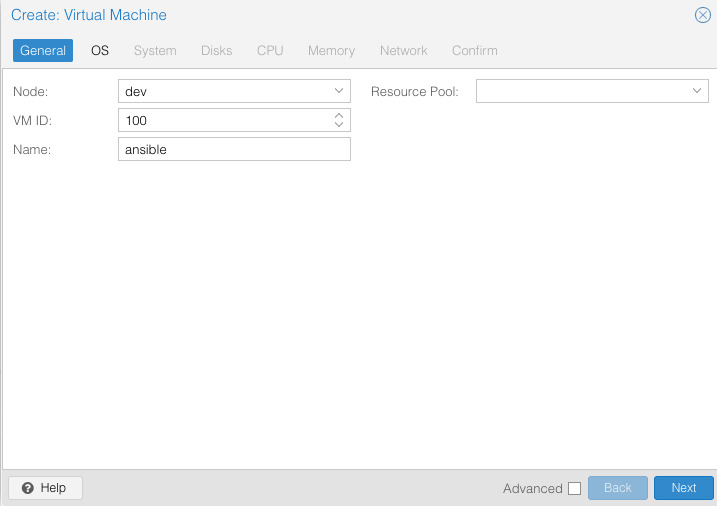 Create: Virtual Machine
General OS System Disks CPU Memory Network Confirm
Node: dev Resource Pool:
VM ID: 100
Name: ansible
Help Advanced Back Next